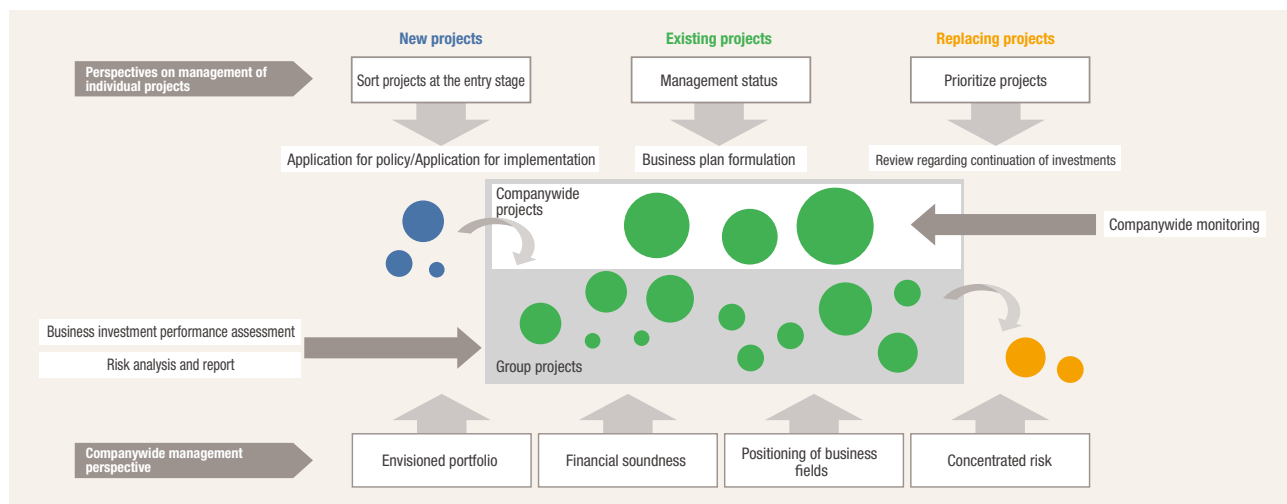 New projects
Existing projects
Replacing projects
Perspectives on management of
individual projects
Sort projects at the entry stage
Management status
Prioritize projects
Application for policy/Application for implementation
Business plan formulation
Review regarding continuation of investments
Companywide
projects
Companywide monitoring
Business investment performance assessment
Risk analysis and report
Group projects
Companywide management
perspective
Envisioned portfolio
Financial soundness
Positioning of business
fields
Concentrated risk